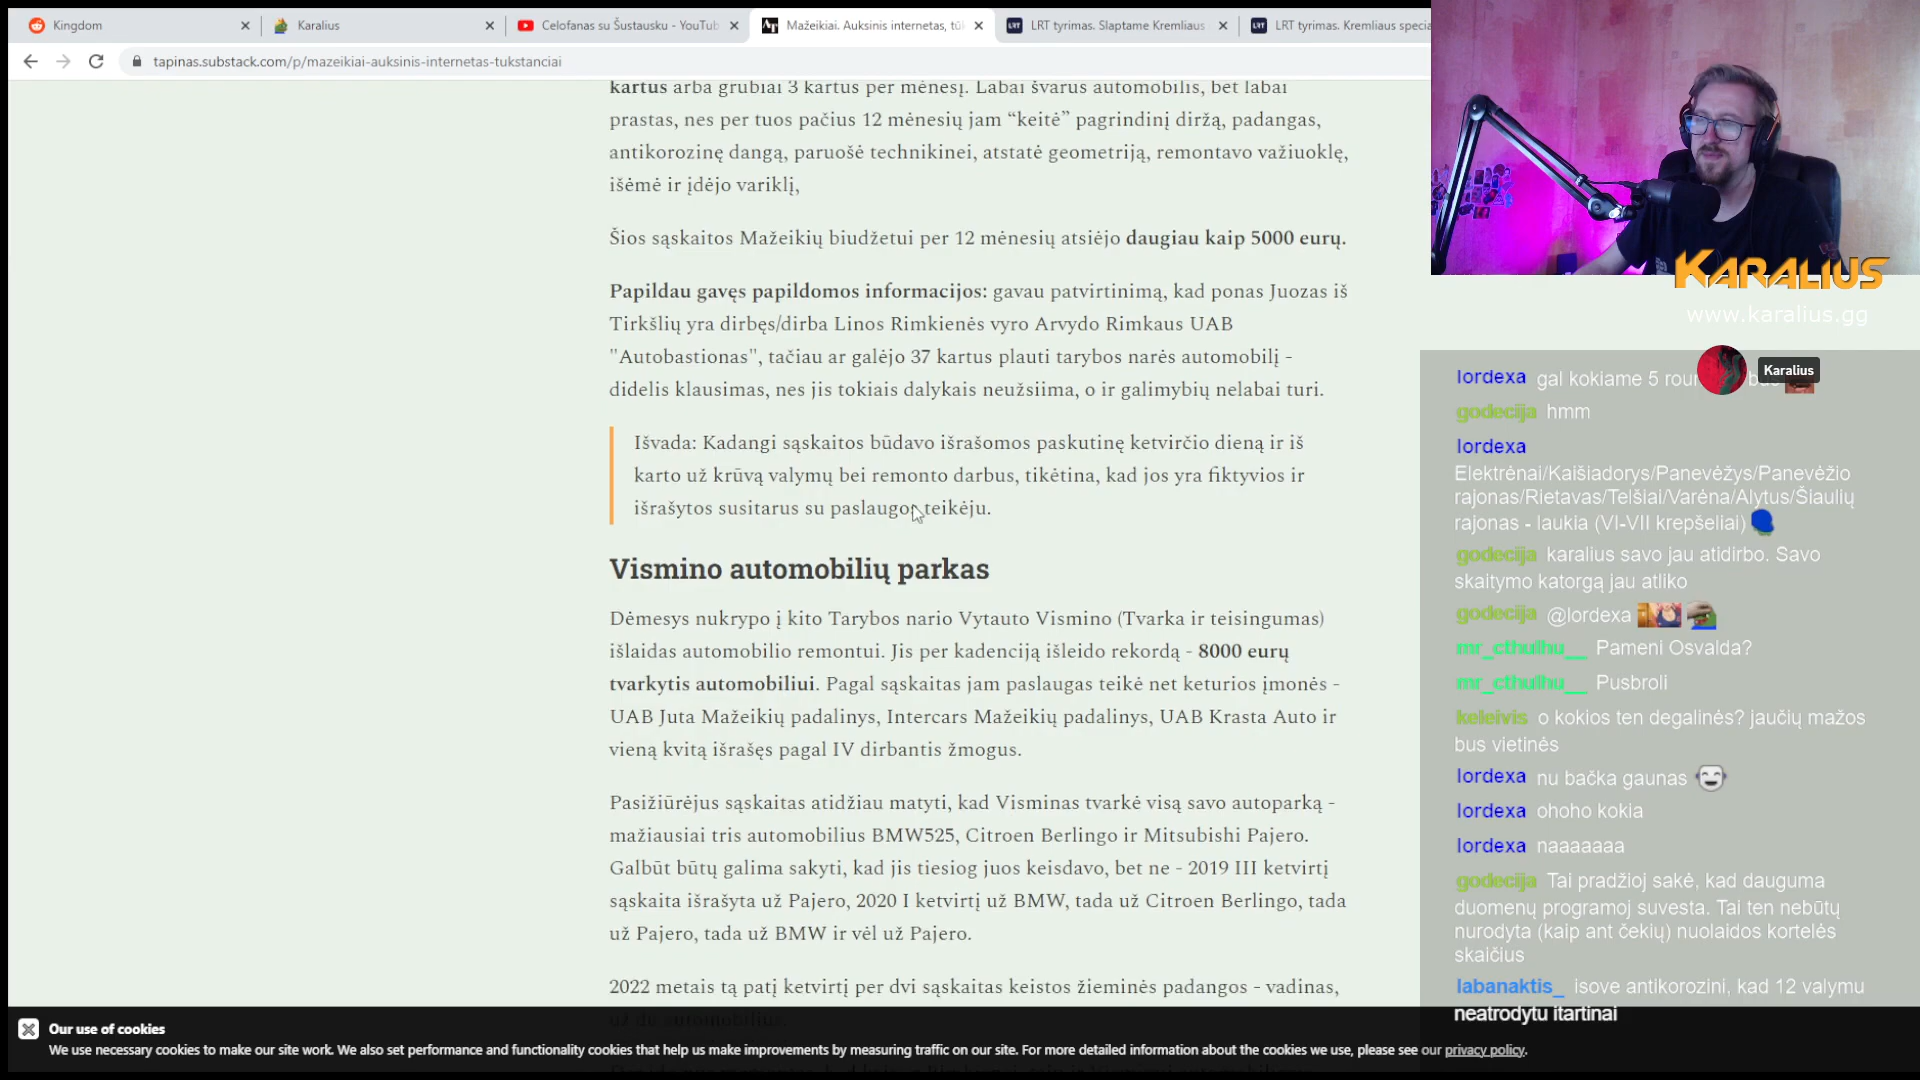 Kingdom
Karalius
Celofanas su Šustausku - YouTub
Mažeikiai. Auksinis internetas, tūk
LRT tyrimas. Slaptame Kremliaus
LRT tyrimas. Kremliaus specia
tapinas.substack.com/p/mazeikiai-auksinis-internetas-tukstanciai
kartus arba grubiai 3 kartus per mėnesį. Labai švarus automobilis, bet labai
prastas, nes per tuos pačius 12 mėnesių jam “keitė” pagrindinį diržą, padangas,
antikorozinę dangą, paruošė technikinei, atstatė geometriją, remontavo važiuoklę,
išėmė ir įdėjo variklį,
Šios sąskaitos Mažeikių biudžetui per 12 mėnesių atsiėjo daugiau kaip 5000 eurų.
Papildau gavęs papildomos informacijos: gavau patvirtinimą, kad ponas Juozas iš
Tirkšlių yra dirbęs/dirba Linos Rimkienės vyro Arvydo Rimkaus UAB
"Autobastionas", tačiau ar galėjo 37 kartus plauti tarybos narės automobilį -
didelis klausimas, nes jis tokiais dalykais neužsiima, o ir galimybių nelabai turi.
Išvada: Kadangi sąskaitos būdavo išrašomos paskutinę ketvirčio dieną ir iš
karto už krūvą valymų bei remonto darbus, tikėtina, kad jos yra fiktyvios ir
išrašytos susitarus su paslaugos teikėju.
Vismino automobilių parkas
Dėmesys nukrypo į kito Tarybos nario Vytauto Vismino (Tvarka ir teisingumas)
išlaidas automobilio remontui. Jis per kadenciją išleido rekordą - 8000 eurų
tvarkytis automobiliui. Pagal sąskaitas jam paslaugas teikė net keturios įmonės -
UAB Juta Mažeikių padalinys, Intercars Mažeikių padalinys, UAB Krasta Auto ir
vieną kvitą išrašęs pagal IV dirbantis žmogus.
Pasižiūrėjus sąskaitas atidžiau matyti, kad Visminas tvarkė visą savo autoparką -
mažiausiai tris automobilius BMW525, Citroen Berlingo ir Mitsubishi Pajero.
Galbūt būtų galima sakyti, kad jis tiesiog juos keisdavo, bet ne - 2019 III ketvirtį
sąskaita išrašyta už Pajero, 2020 I ketvirtį už BMW, tada už Citroen Berlingo, tada
už Pajero, tada už BMW ir vėl už Pajero.
2022 metais tą patį ketvirtį per dvi sąskaitas keistos žieminės padangos - vadinas,
už du automobilius.
Our use of cookies
We use necessary cookies to make our site work. We also set performance and functionality cookies that help us make improvements by measuring traffic on our site. For more detailed information about the cookies we use, please see our privacy policy.
KARALIUS
www.karalius.gg
Karalius
lordexa gal kokiame 5
godecija hmm
lordexa
Elektrėnai/Kaišiadorys/Panevėžys/Panevėžio
rajonas/Rietavas/Telšiai/Varėna/Alytus/Šiaulių
rajonas - laukia (VI-VII krepšeliai)
godecija karalius savo jau atidirbo. Savo
skaitymo katorgą jau atliko
godecija @lordexa
mr_cthulhu__ Pameni Osvalda?
mr_cthulhu__ Pusbroli
keleivis o kokios ten degalinės? jaučių mažos
bus vietinės
lordexa nu bačka gaunas
lordexa ohoho kokia
lordexa naaaaaaa
godecija Tai pradžioj sakė, kad dauguma
duomenų programoj suvesta. Tai ten nebūtų
nurodyta (kaip ant čekių) nuolaidos kortelės
skaičius
labanaktis_ isove antikorozini, kad 12 valymu
neatrodytu itartinai